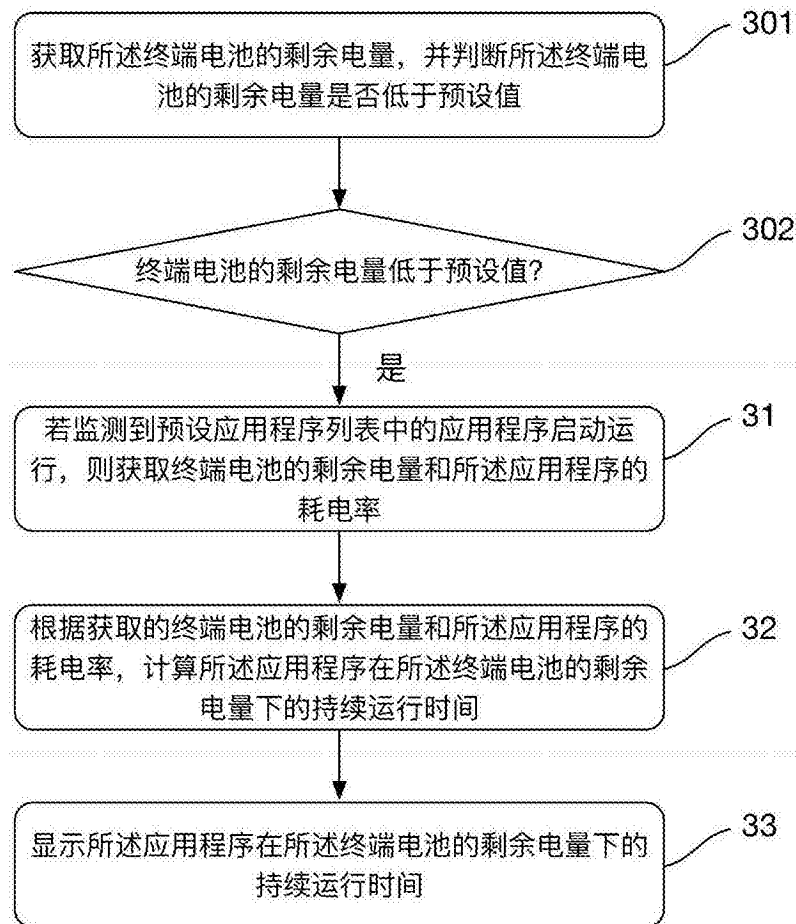 获取所述终端电池的剩余电量，并判断所述终端电
池的剩余电量是否低于预设值
301
终端电池的剩余电量低于预设值？
302
是
若监测到预设应用程序列表中的应用程序启动运
行，则获取终端电池的剩余电量和所述应用程序的
耗电率
31
根据获取的终端电池的剩余电量和所述应用程序的
耗电率，计算所述应用程序在所述终端电池的剩余
电量下的持续运行时间
32
显示所述应用程序在所述终端电池的剩余电量下的
持续运行时间
33